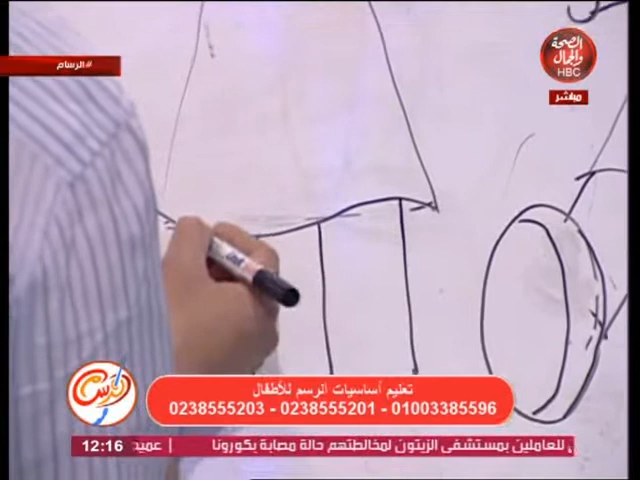 الصحة
والجمال
HBC
مباشر
#الرسام
تعليم أساسيات الرسم للأطفال
0238555203 - 0238555201 - 01003385596
12:16
للعاملين بمستشفى الزيتون لمخالطتهم حالة مصابة بكورونا | عميد